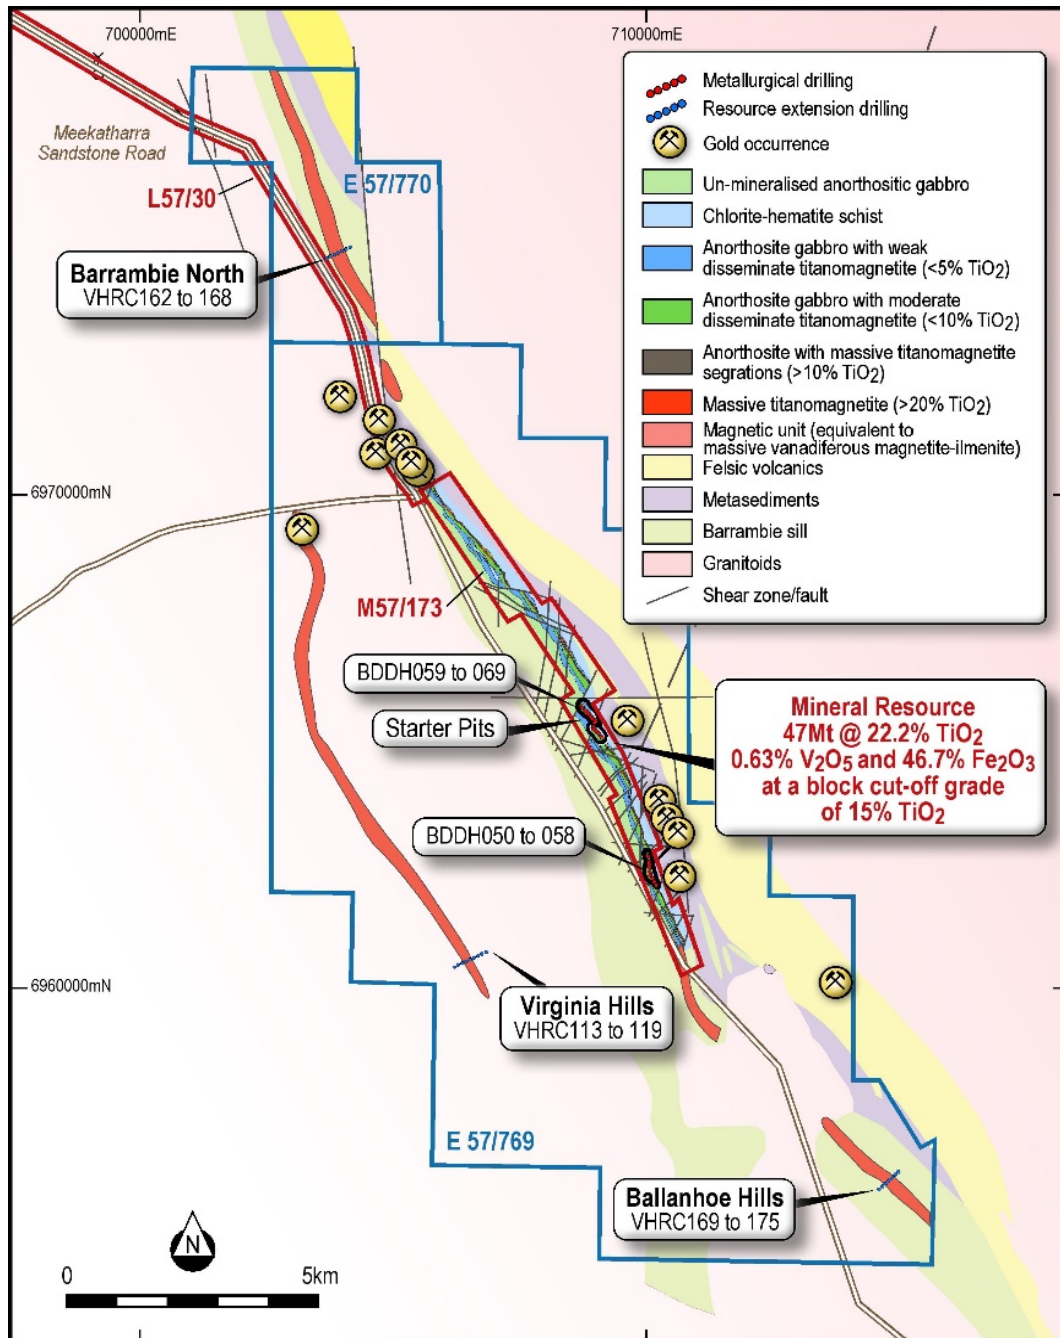 700000mE
710000mE
Metallurgical drilling
Resource extension drilling
Gold occurrence
Un-mineralised anorthositic gabbro
Chlorite-hematite schist
Anorthosite gabbro with weak
disseminate titanomagnetite (<5% TiO2)
Anorthosite gabbro with moderate
disseminate titanomagnetite (<10% TiO2)
Anorthosite with massive titanomagnetite
segrations (>10% TiO2)
Massive titanomagnetite (>20% TiO2)
Magnetic unit (equivalent to
massive vanadiferous magnetite-ilmenite)
Felsic volcanics
Metasediments
Barrambie sill
Granitoids
Shear zone/fault
Meekatharra
Sandstone Road
L57/30
E 57/770
Barrambie North
VHRC162 to 168
6970000mN
M57/173
BDDH059 to 069
Starter Pits
Mineral Resource
47Mt @ 22.2% TiO2
0.63% V2O5 and 46.7% Fe2O3
at a block cut-off grade
of 15% TiO2
BDDH050 to 058
6960000mN
Virginia Hills
VHRC113 to 119
E 57/769
Ballanhoe Hills
VHRC169 to 175
N
0
5km